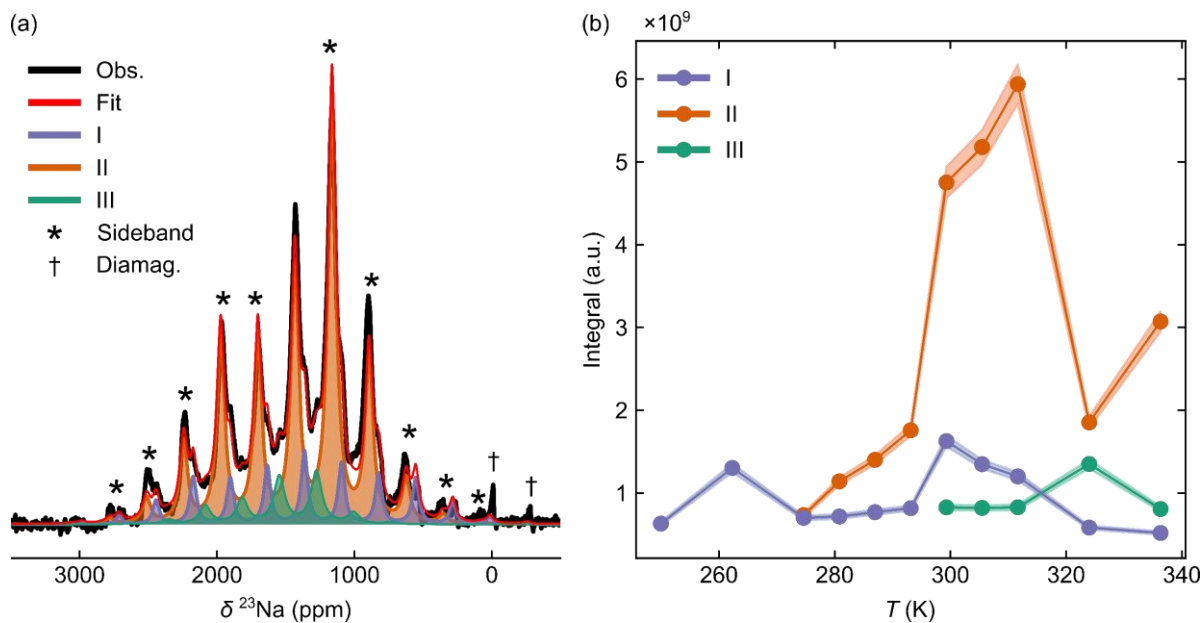 (a)
Obs.
Fit
I
II
III
* Sideband
† Diamag.
* * * * * * * * * * † †
3000 2000 1000 0
δ ²³Na (ppm)
(b)
×10⁹
I
II
III
6
5
4
3
2
1
Integral (a.u.)
260 280 300 320 340
T (K)